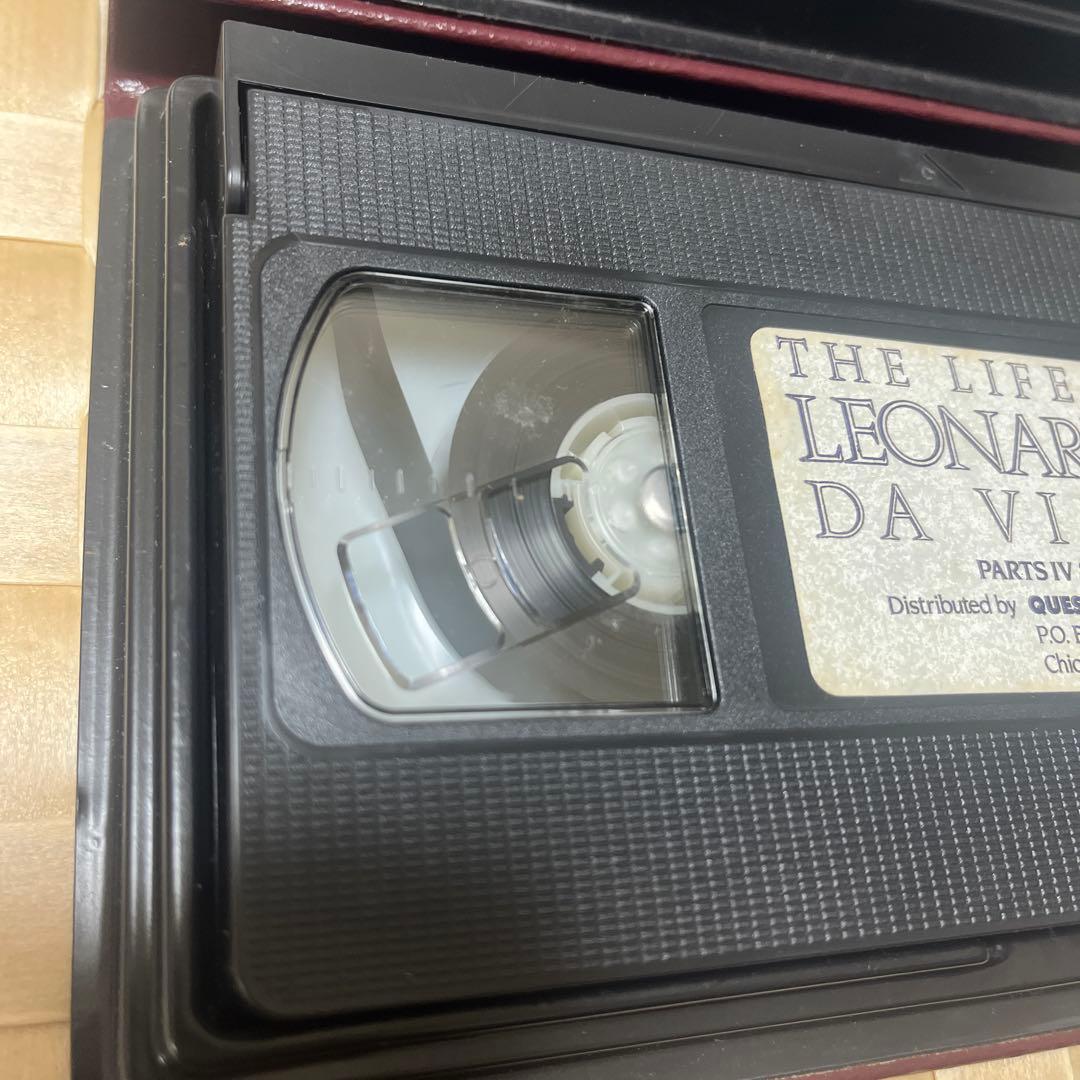 THE LIFE
LEONAR
DA VI
PARTS IV
Distributed by QUES
P.O.
Chic